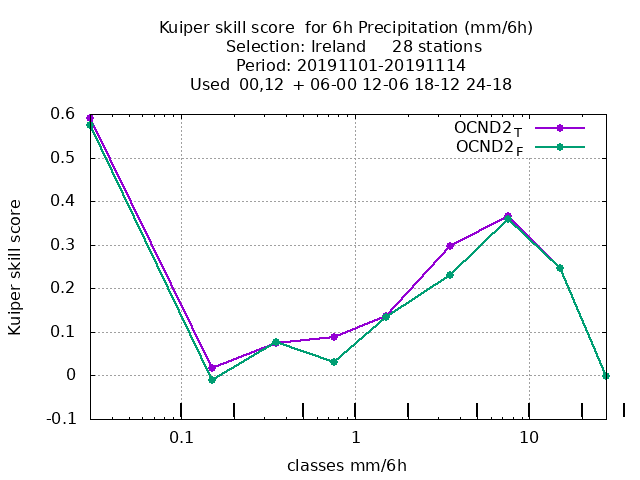 Kuiper skill score  for 6h Precipitation (mm/6h)
Selection: Ireland     28 stations
Period: 20191101-20191114
Used  00,12  + 06-00 12-06 18-12 24-18
OCND2T
OCND2F
0.6
0.5
0.4
0.3
0.2
0.1
0
-0.1
Kuiper skill score
0.1 1 10
classes mm/6h